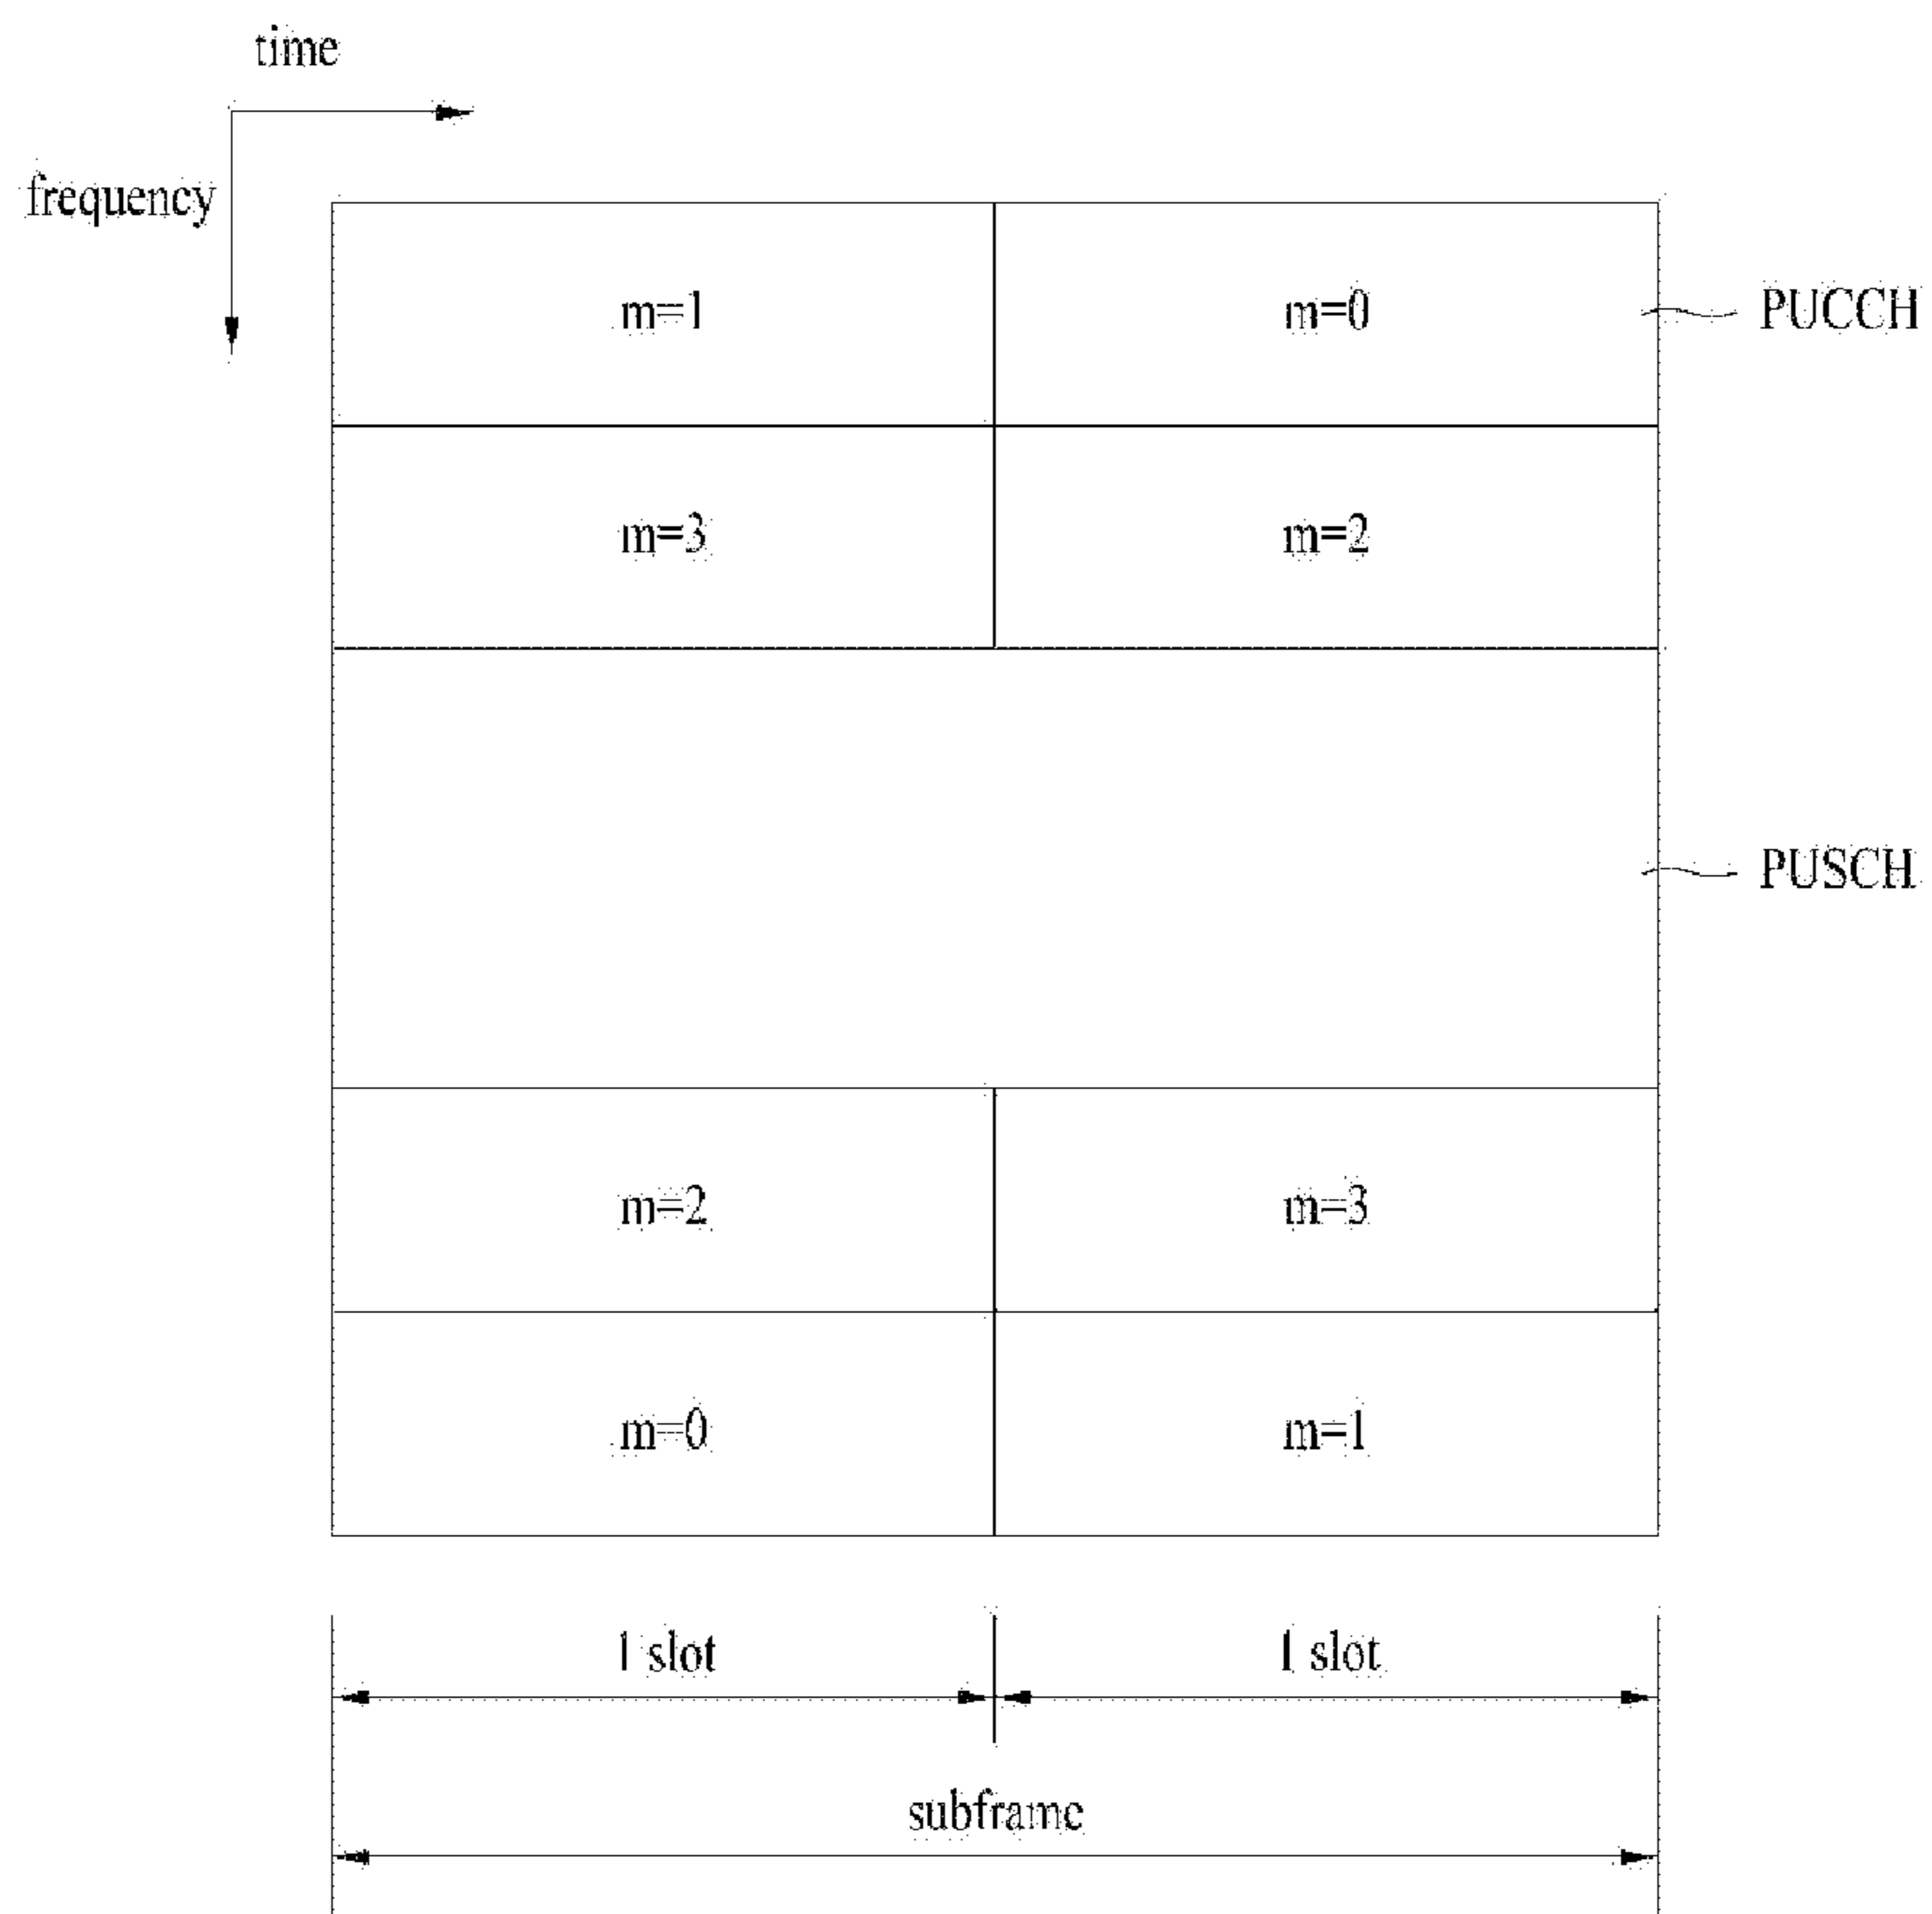 time
frequency
m=1 m=0 PUCCH
m=3 m=2
PUSCH
m=2 m=3
m=0 m=1
1 slot 1 slot
subframe